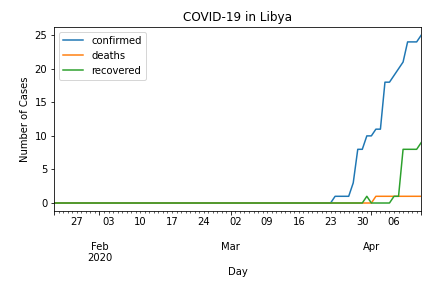 COVID-19 in Libya
confirmed
deaths
recovered
Number of Cases
25
20
15
10
5
0
27 03 10 17 24 02 09 16 23 30 06
Feb Mar Apr
2020
Day